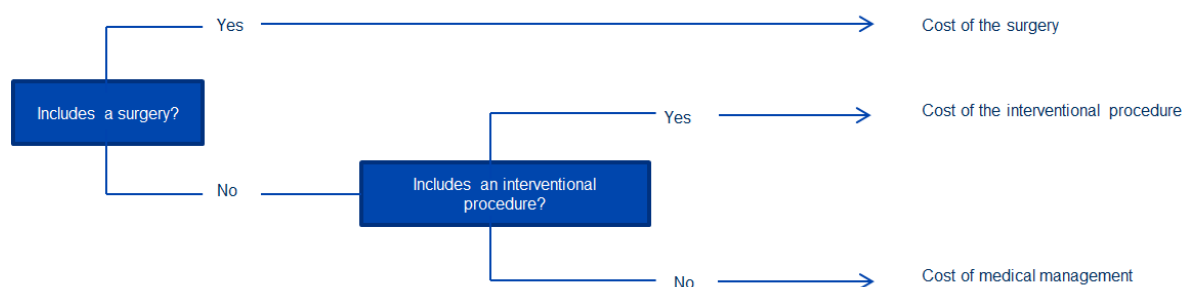 Yes
Cost of the surgery
Includes a surgery?
Yes
Cost of the interventional procedure
No
Includes an interventional
procedure?
No
Cost of medical management